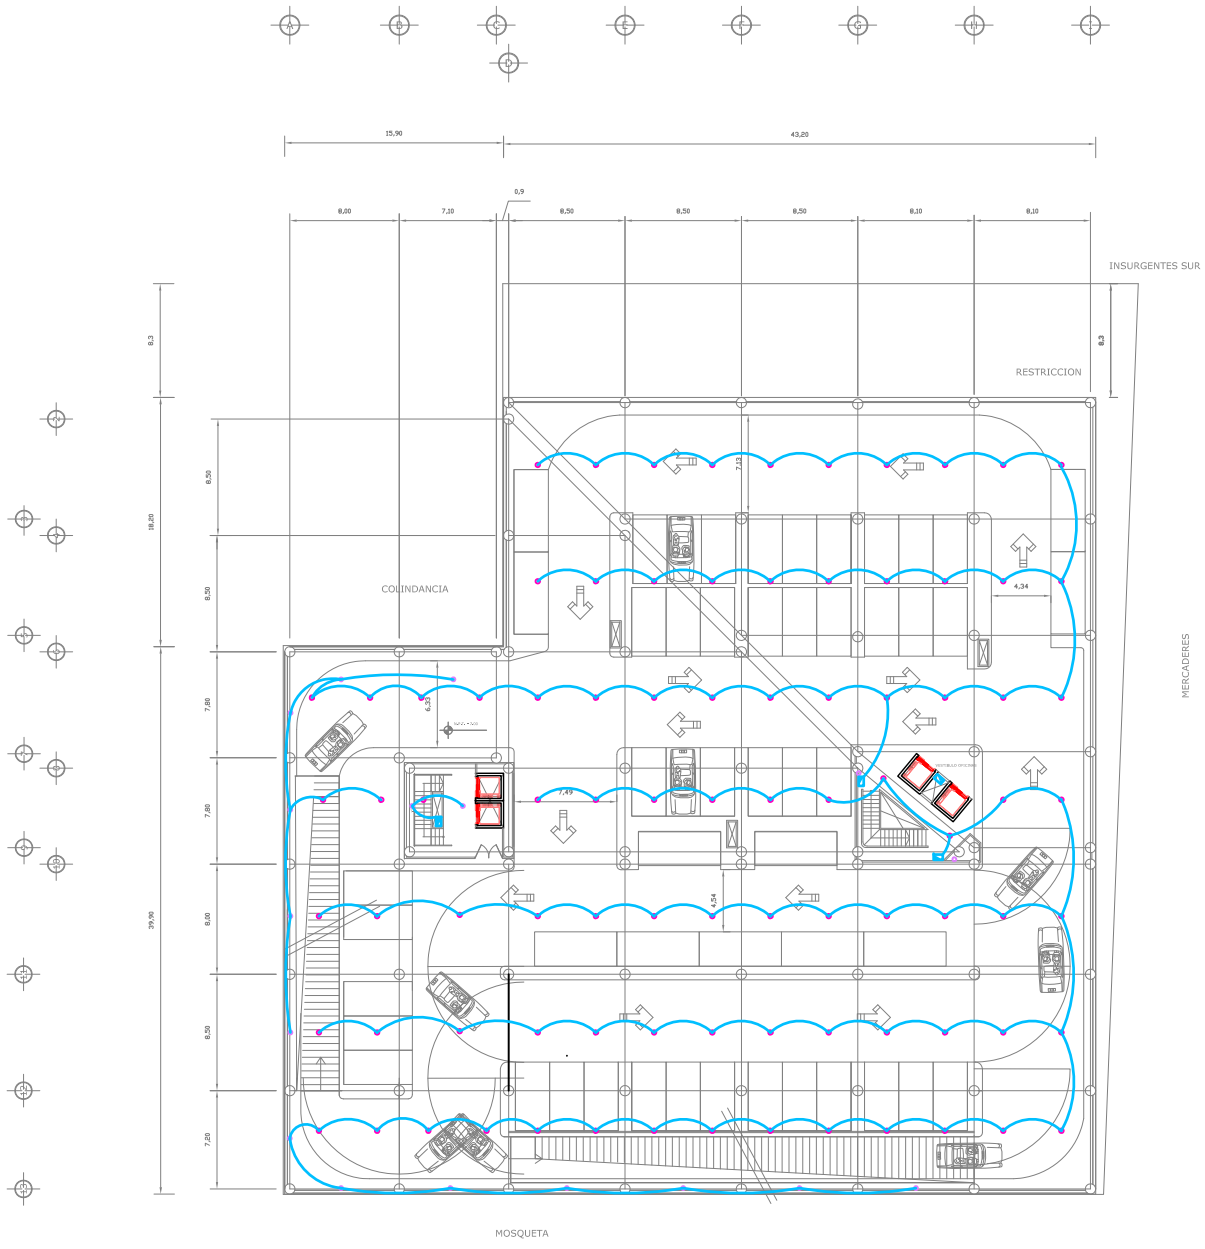 A B C E F G H I
D
15,90 43,20
0,9
8,00 7,10 8,50 8,50 8,50 8,10 8,10
INSURGENTES SUR
8,3 8,3
RESTRICCION
8,50
7,13
18,20
COLINDANCIA
8,50
4,34
MERCADERES
7,80
6,33
VESTIBULO OFICINAS
7,80
7,49
8,00
4,54
39,90
8,50
7,20
MOSQUETA